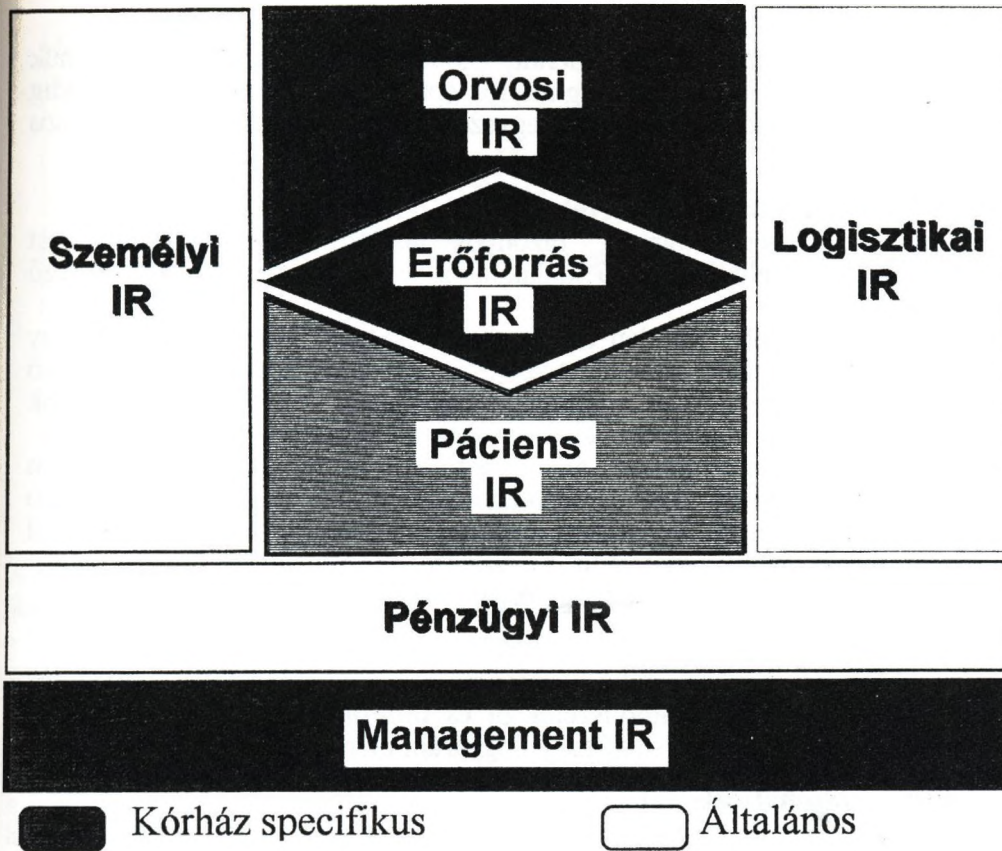 Orvosi
IR
Személyi
IR
Erőforrás
IR
Logisztikai
IR
Páciens
IR
Pénzügyi IR
Management IR
Kórház specifikus
Általános